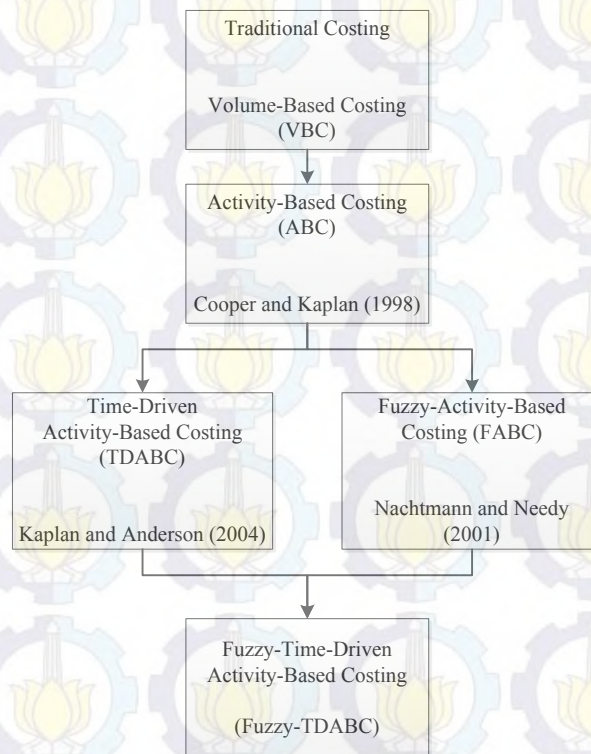 Traditional Costing
Volume-Based Costing
(VBC)
Activity-Based Costing
(ABC)
Cooper and Kaplan (1998)
Time-Driven
Activity-Based Costing
(TDABC)
Kaplan and Anderson (2004)
Fuzzy-Activity-Based
Costing (FABC)
Nachtmann and Needy
(2001)
Fuzzy-Time-Driven
Activity-Based Costing
(Fuzzy-TDABC)